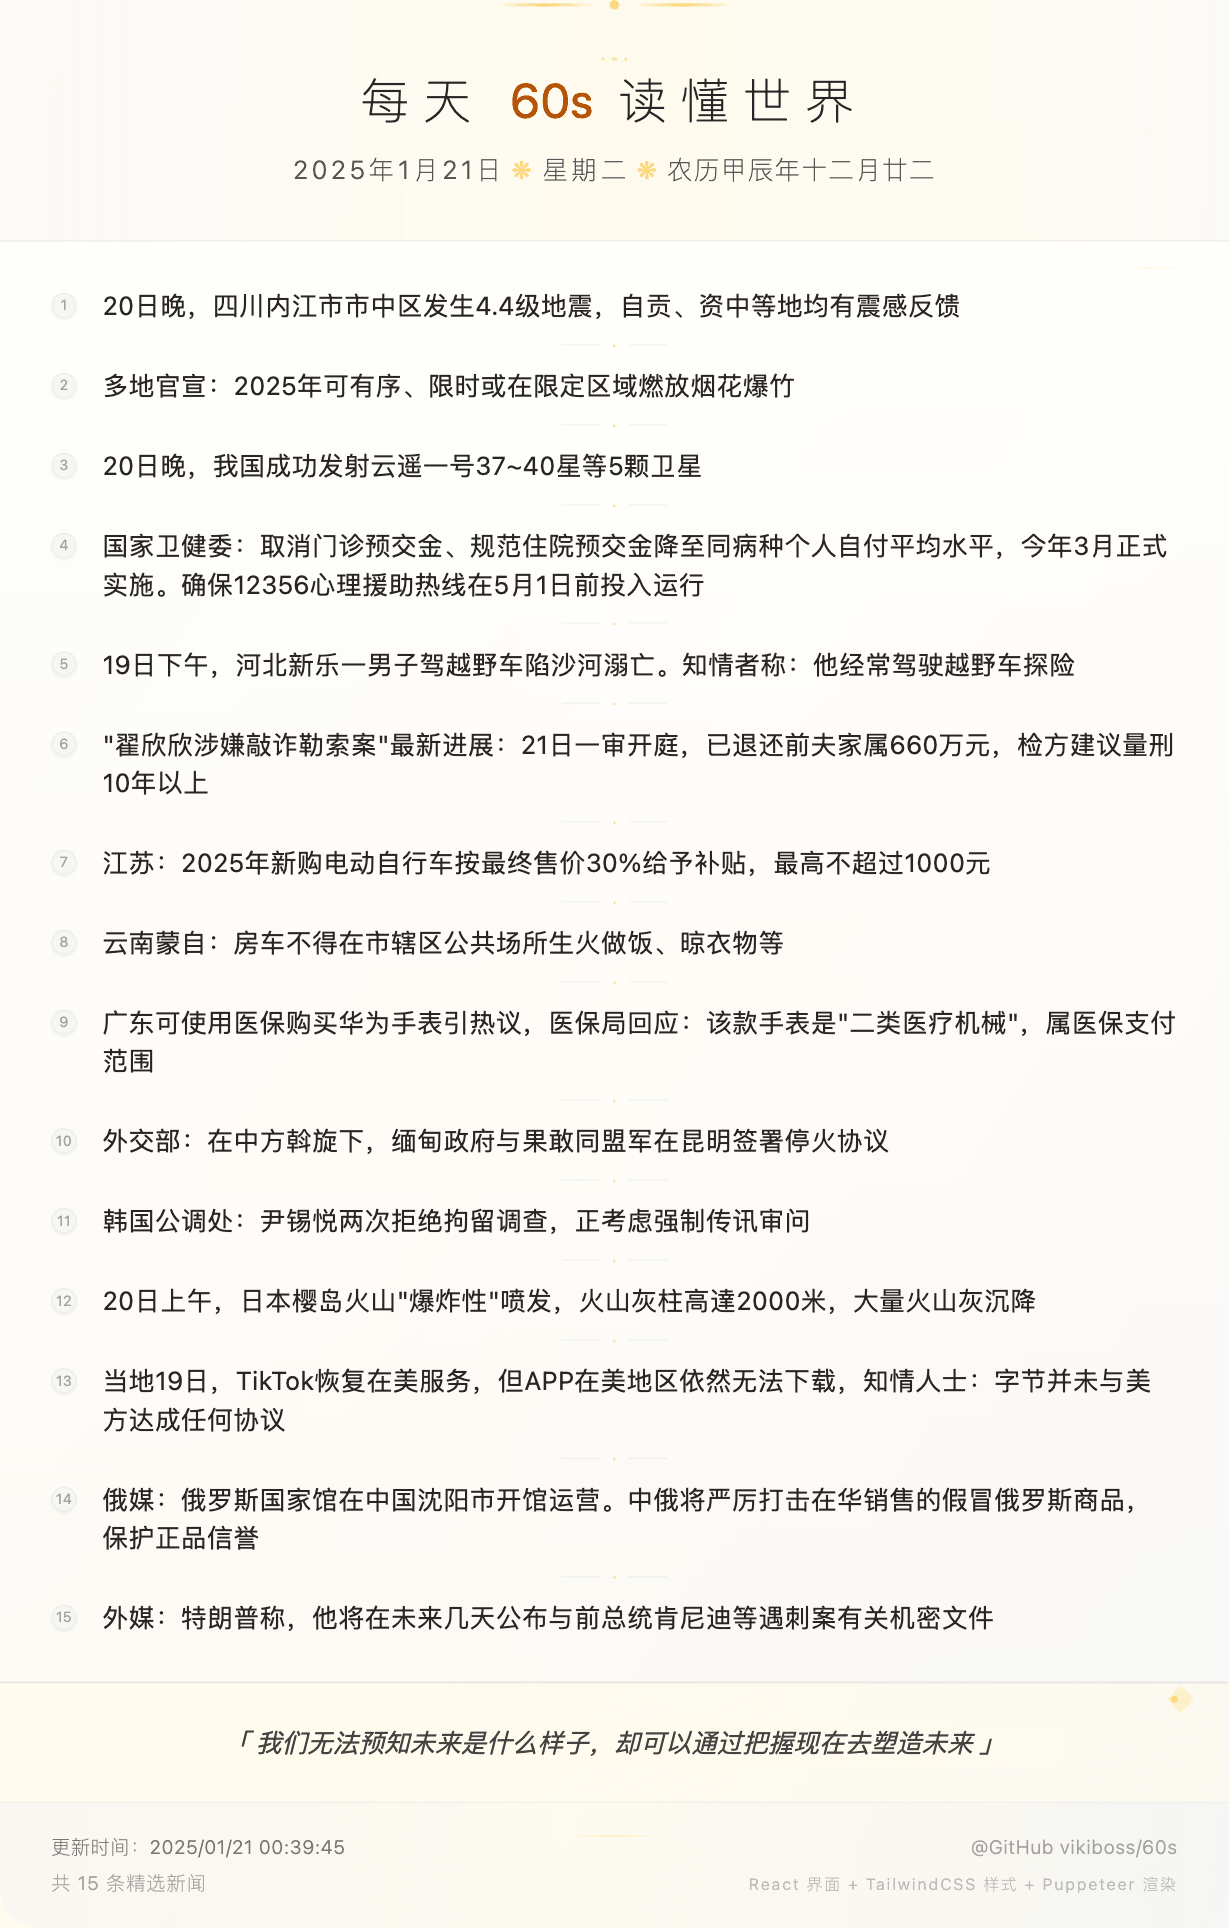 每天 60s 读懂世界
2025年1月21日 ❋ 星期二 ❋ 农历甲辰年十二月廿二
1 20日晚，四川内江市市中区发生4.4级地震，自贡、资中等地均有震感反馈
2 多地官宣：2025年可有序、限时或在限定区域燃放烟花爆竹
3 20日晚，我国成功发射云遥一号37~40星等5颗卫星
4 国家卫健委：取消门诊预交金、规范住院预交金降至同病种个人自付平均水平，今年3月正式
实施。确保12356心理援助热线在5月1日前投入运行
5 19日下午，河北新乐一男子驾越野车陷沙河溺亡。知情者称：他经常驾驶越野车探险
6 "翟欣欣涉嫌敲诈勒索案"最新进展：21日一审开庭，已退还前夫家属660万元，检方建议量刑
10年以上
7 江苏：2025年新购电动自行车按最终售价30%给予补贴，最高不超过1000元
8 云南蒙自：房车不得在市辖区公共场所生火做饭、晾衣物等
9 广东可使用医保购买华为手表引热议，医保局回应：该款手表是"二类医疗机械"，属医保支付
范围
10 外交部：在中方斡旋下，缅甸政府与果敢同盟军在昆明签署停火协议
11 韩国公调处：尹锡悦两次拒绝拘留调查，正考虑强制传讯审问
12 20日上午，日本樱岛火山"爆炸性"喷发，火山灰柱高達2000米，大量火山灰沉降
13 当地19日，TikTok恢复在美服务，但APP在美地区依然无法下载，知情人士：字节并未与美
方达成任何协议
14 俄媒：俄罗斯国家馆在中国沈阳市开馆运营。中俄将严厉打击在华销售的假冒俄罗斯商品，
保护正品信誉
15 外媒：特朗普称，他将在未来几天公布与前总统肯尼迪等遇刺案有关机密文件
「 我们无法预知未来是什么样子，却可以通过把握现在去塑造未来 」
更新时间：2025/01/21 00:39:45
@GitHub vikiboss/60s
共 15 条精选新闻
React 界面 + TailwindCSS 样式 + Puppeteer 渲染